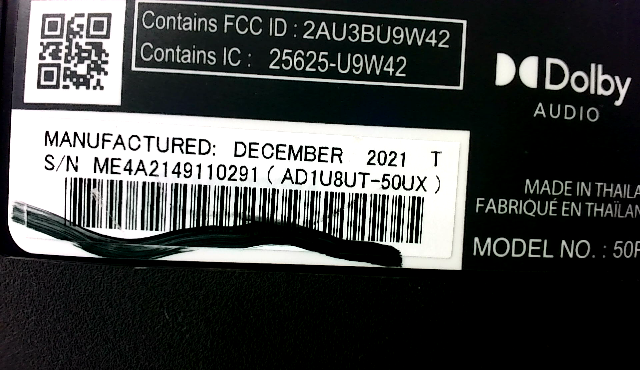 Contains FCC ID : 2AU3BU9W42
Contains IC : 25625-U9W42
Dolby
AUDIO
MANUFACTURED: DECEMBER 2021 T
S/N ME4A2149110291 ( AD1U8UT-50UX )
MADE IN THAILA
FABRIQUÉ EN THAÏLAN
MODEL NO. : 50F